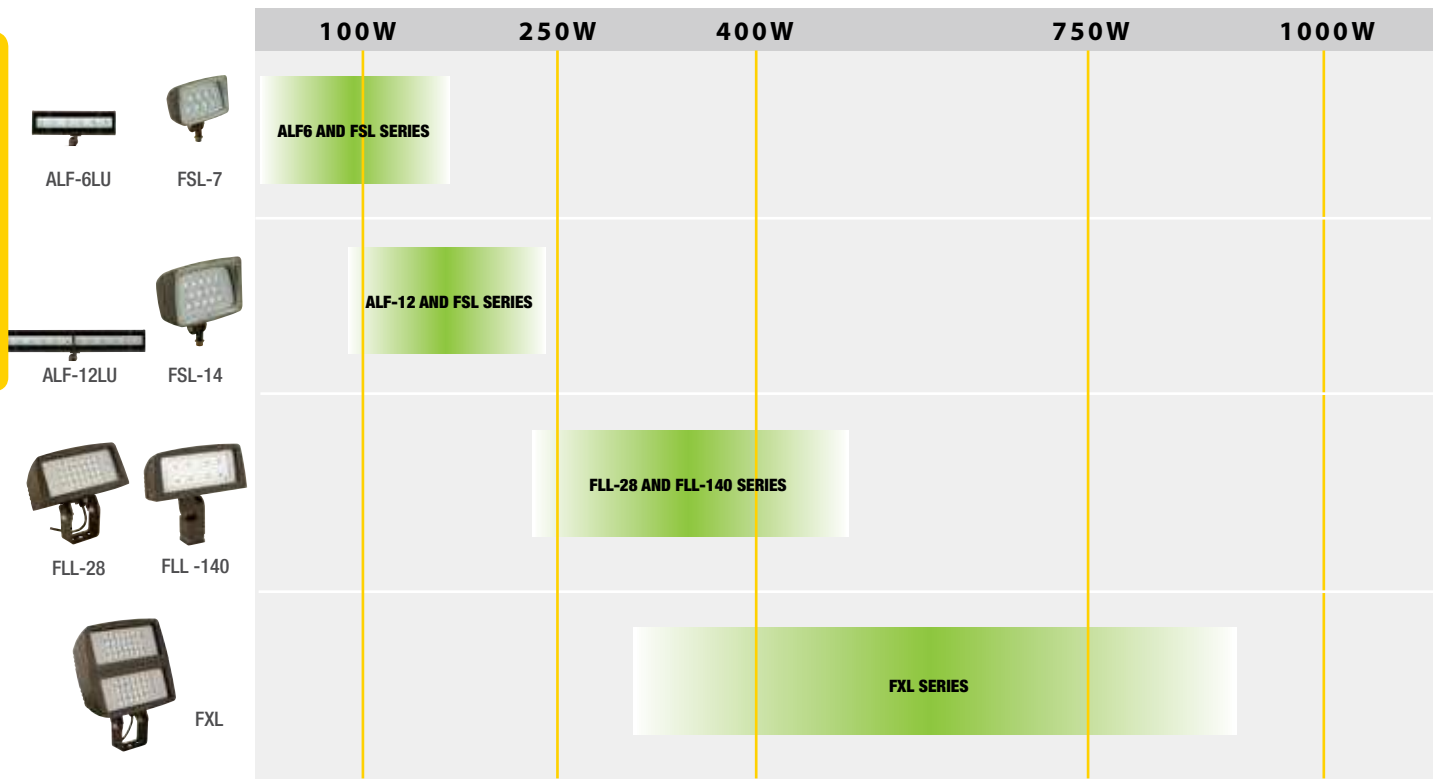 100W 250W 400W 750W 1000W
ALF6 AND FSL SERIES
ALF-6LU FSL-7
ALF-12 AND FSL SERIES
ALF-12LU FSL-14
FLL-28 AND FLL-140 SERIES
FLL-28 FLL -140
FXL SERIES
FXL